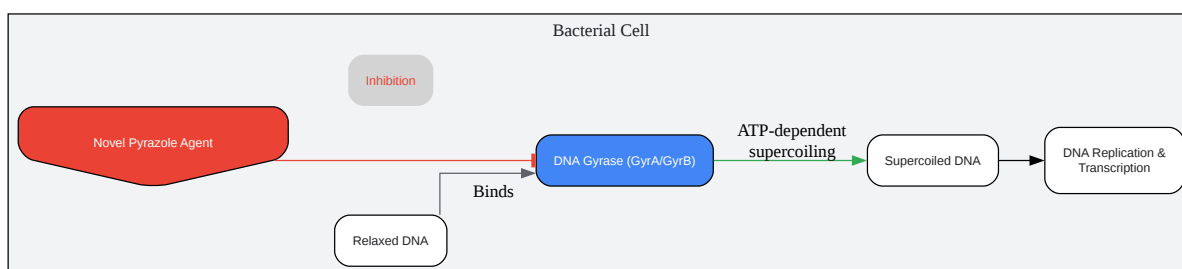 Bacterial Cell
Inhibition
Novel Pyrazole Agent
DNA Gyrase (GyrA/GyrB)
ATP-dependent
supercoiling
Supercoiled DNA
DNA Replication &
Transcription
Binds
Relaxed DNA